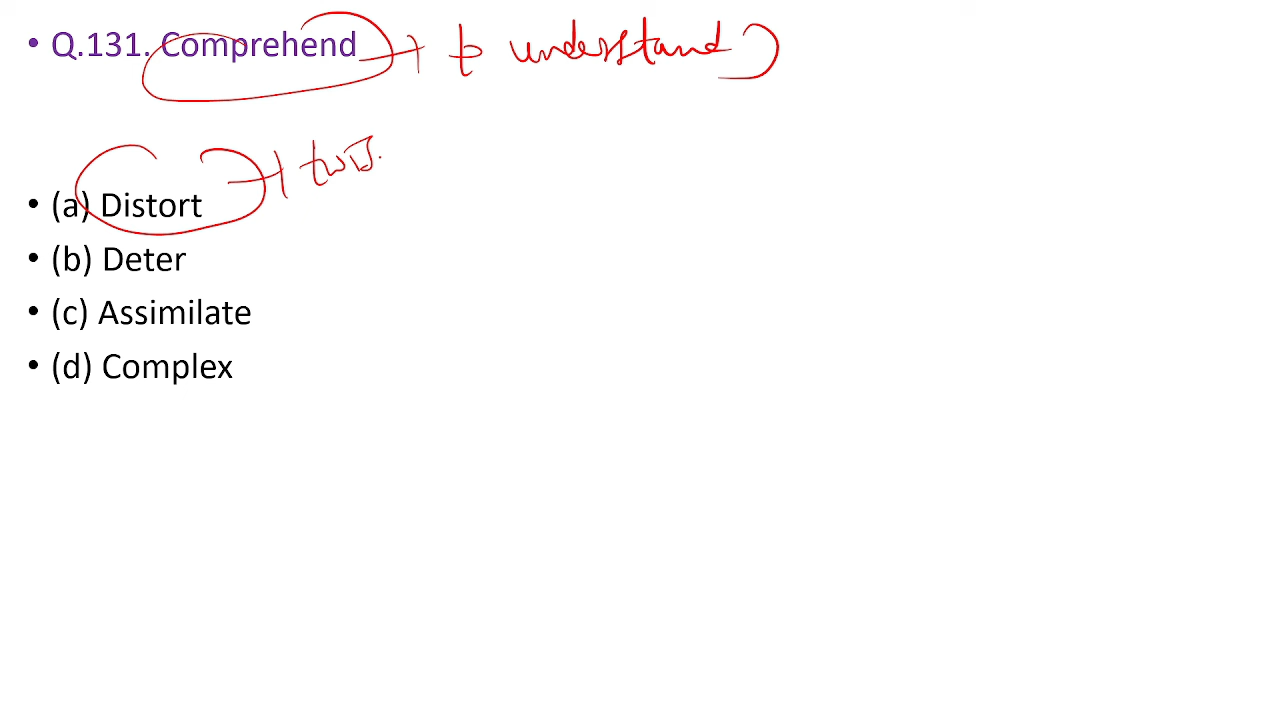 • Q.131. Comprehend → to understand
→ twis
• (a) Distort
• (b) Deter
• (c) Assimilate
• (d) Complex